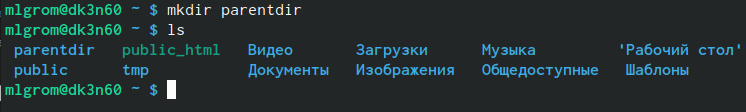 mlgrom@dk3n60 ~ $ mkdir parentdir
mlgrom@dk3n60 ~ $ ls
parentdir public_html Видео Загрузки Музыка 'Рабочий стол'
public tmp Документы Изображения Общедоступные Шаблоны
mlgrom@dk3n60 ~ $